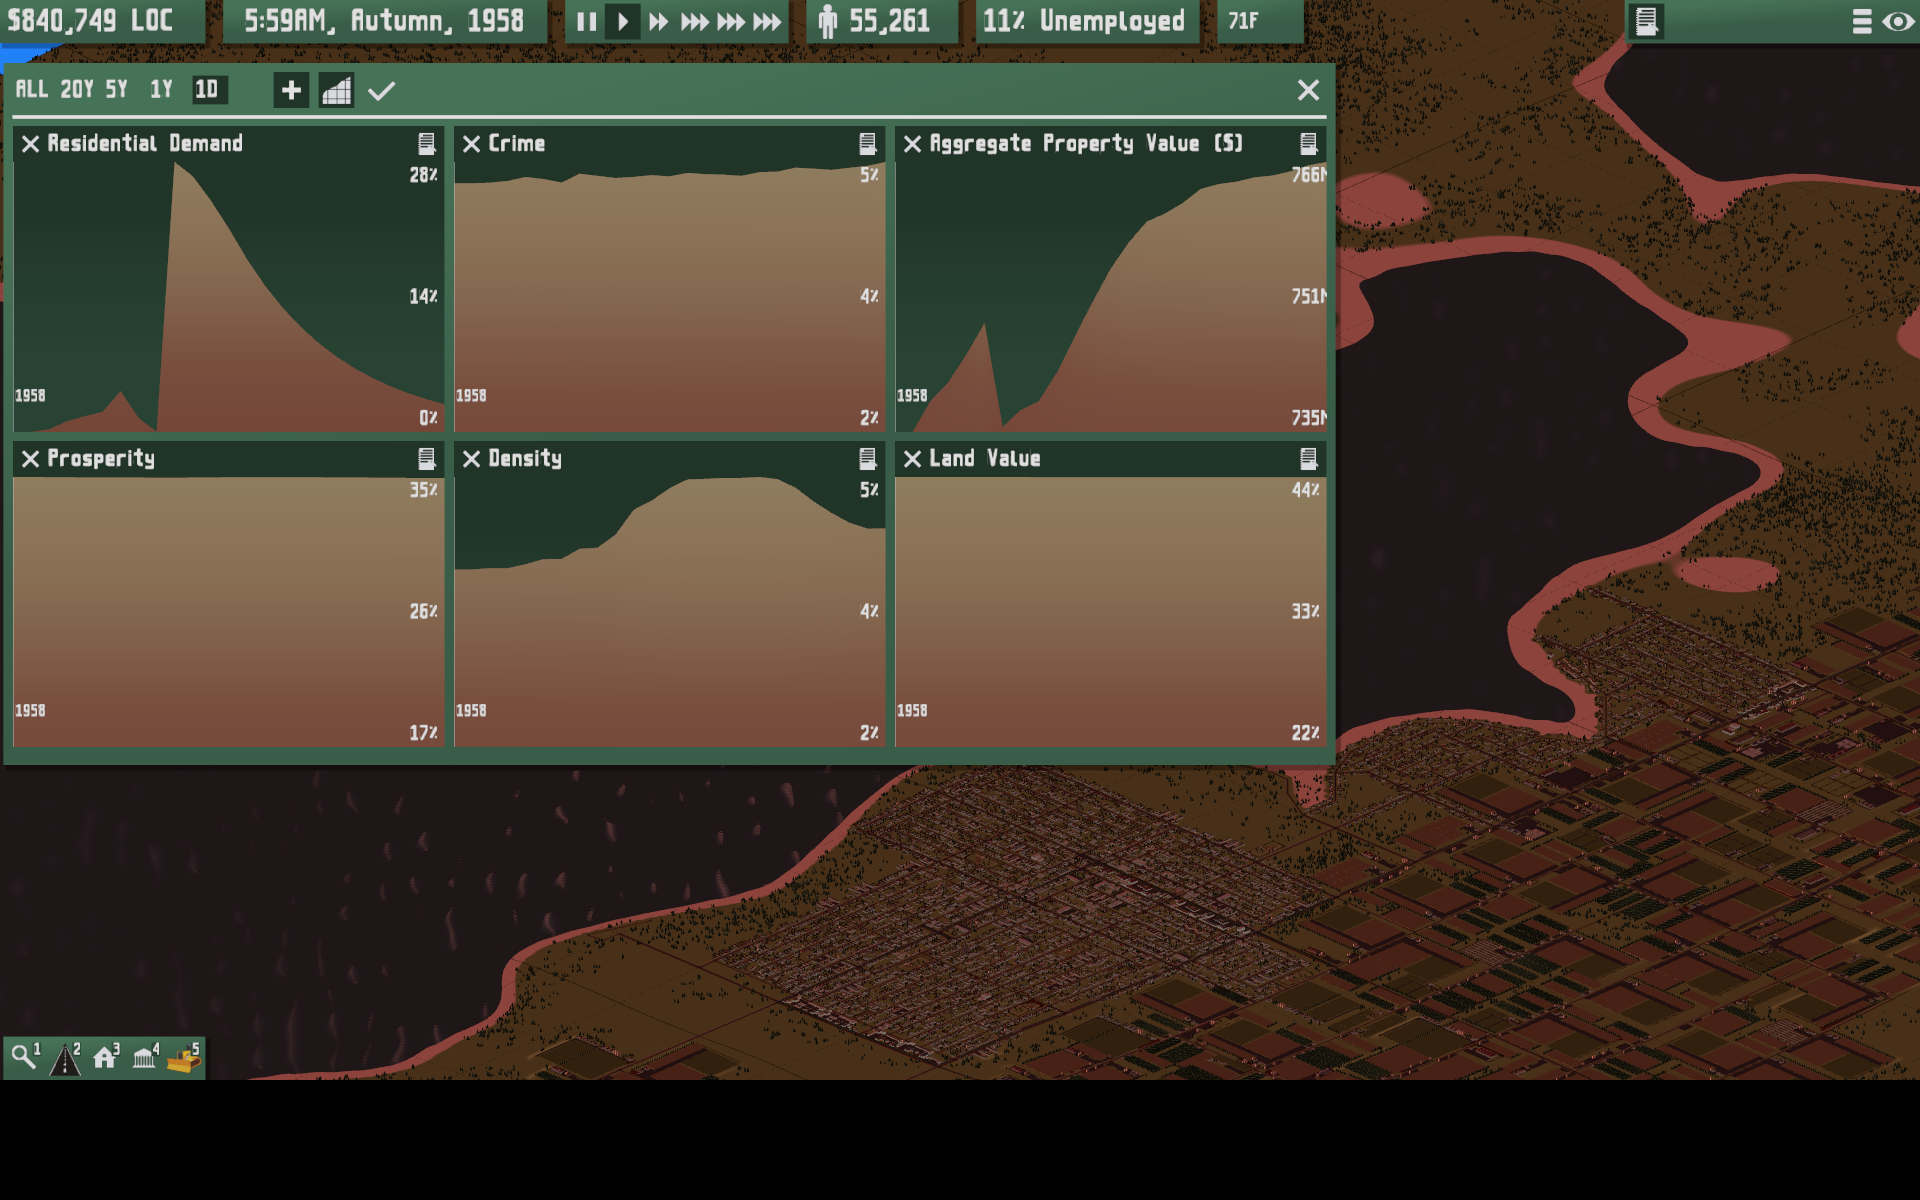 $840,749 LOC
5:59AM, Autumn, 1958
55,261
11% Unemployed
71F
ALL 20Y 5Y 1Y 1D
Residential Demand
28%
14%
1958
0%
Crime
5%
4%
1958
2%
Aggregate Property Value ($)
766M
751M
1958
735M
Prosperity
35%
26%
1958
17%
Density
5%
4%
1958
2%
Land Value
44%
33%
1958
22%
1 2 3 4 5